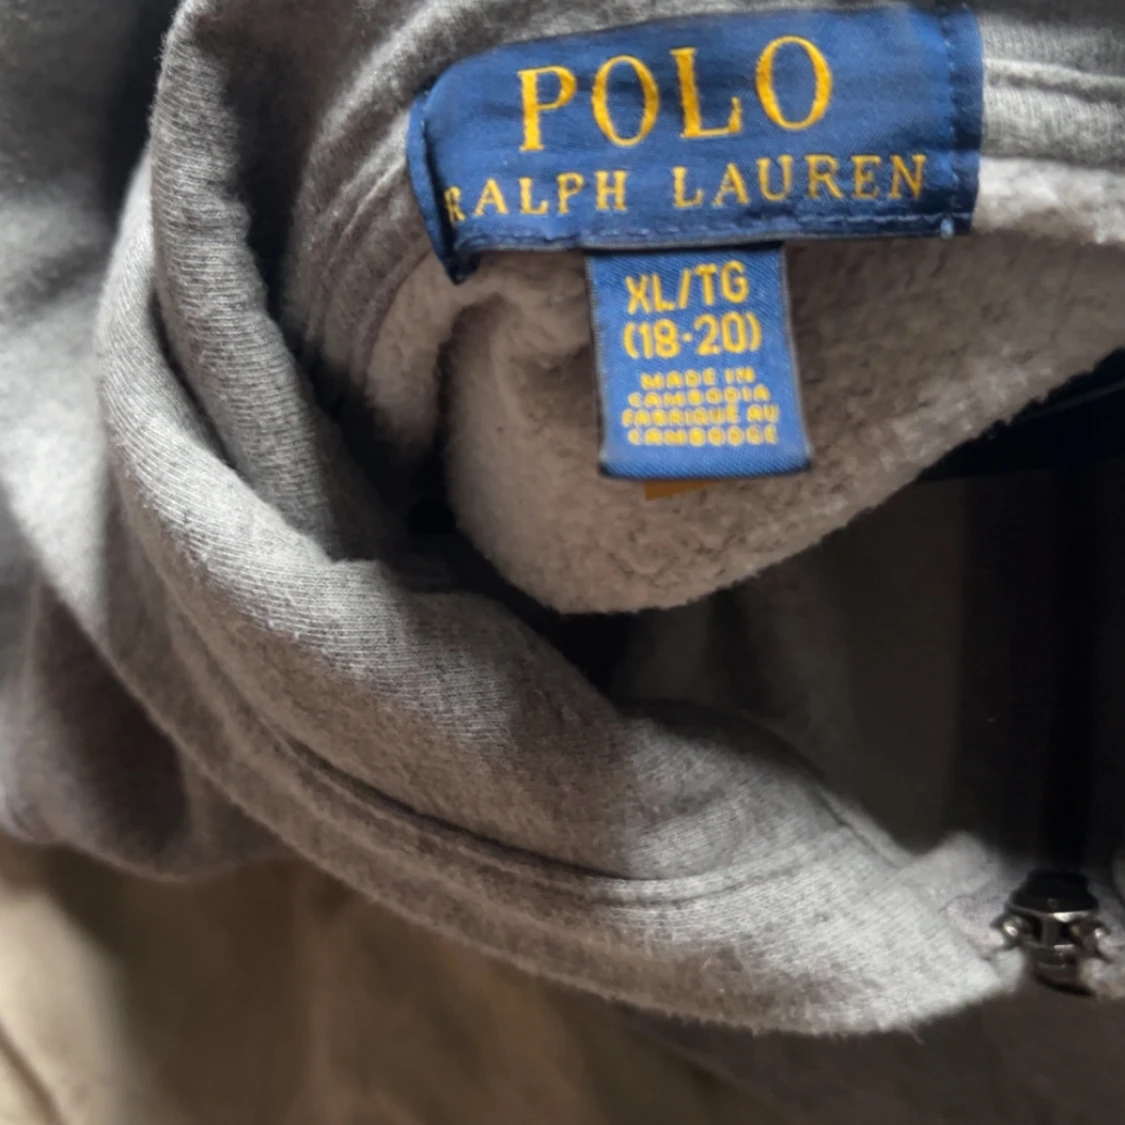 POLO
RALPH LAUREN
XL/TG
(18-20)
MADE IN
CAMBODIA
FABRIQUÉ AU
CAMBODGE